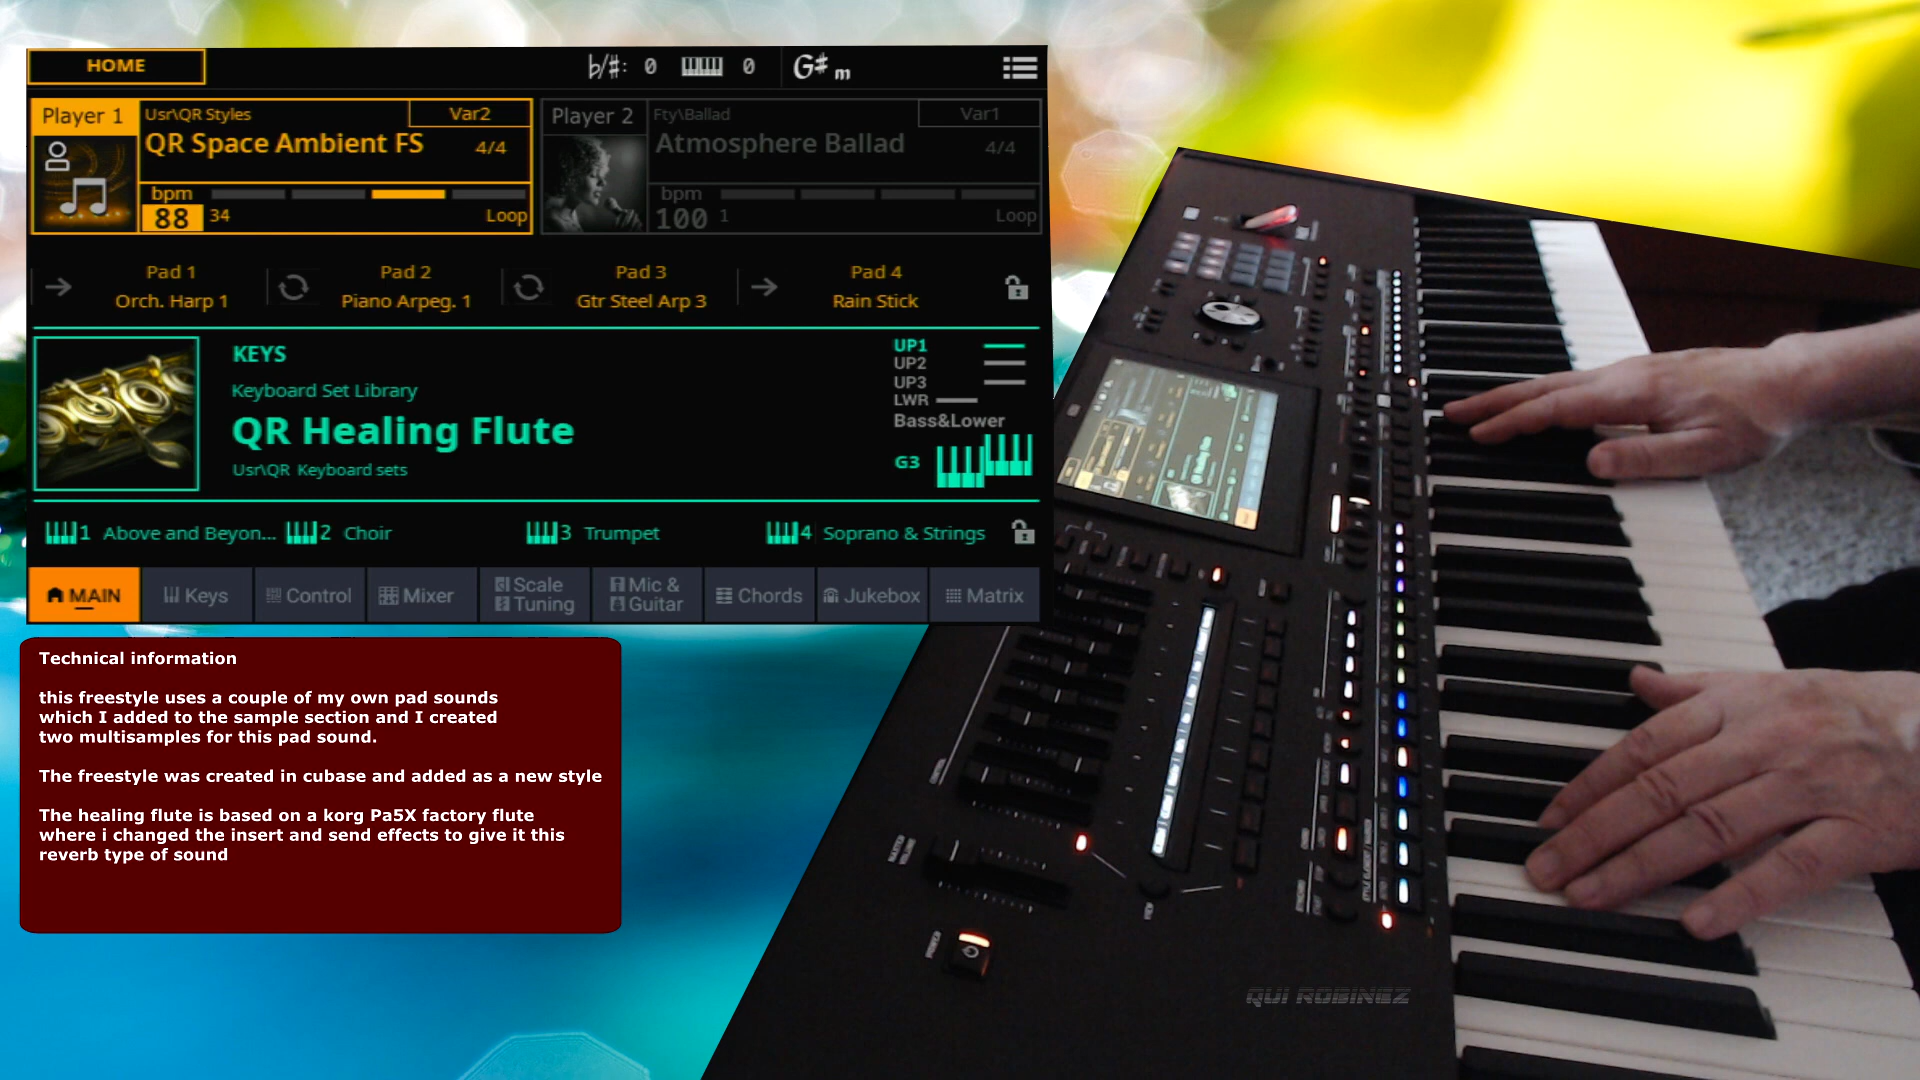 HOME
b/#: 0
0
G# m
Player 1
Usr\QR Styles
Var2
QR Space Ambient FS
4/4
bpm
88
34
Loop
Player 2
Fty\Ballad
Var1
Atmosphere Ballad
4/4
bpm
100
1
Loop
Pad 1
Orch. Harp 1
Pad 2
Piano Arpeg. 1
Pad 3
Gtr Steel Arp 3
Pad 4
Rain Stick
KEYS
Keyboard Set Library
QR Healing Flute
Usr\QR Keyboard sets
UP1
UP2
UP3
LWR
Bass&Lower
G3
1 Above and Beyon...
2 Choir
3 Trumpet
4 Soprano & Strings
MAIN
Keys
Control
Mixer
Scale
Tuning
Mic &
Guitar
Chords
Jukebox
Matrix
Technical information
this freestyle uses a couple of my own pad sounds
which I added to the sample section and I created
two multisamples for this pad sound.
The freestyle was created in cubase and added as a new style
The healing flute is based on a korg Pa5X factory flute
where i changed the insert and send effects to give it this
reverb type of sound
QUI ROBINEZ